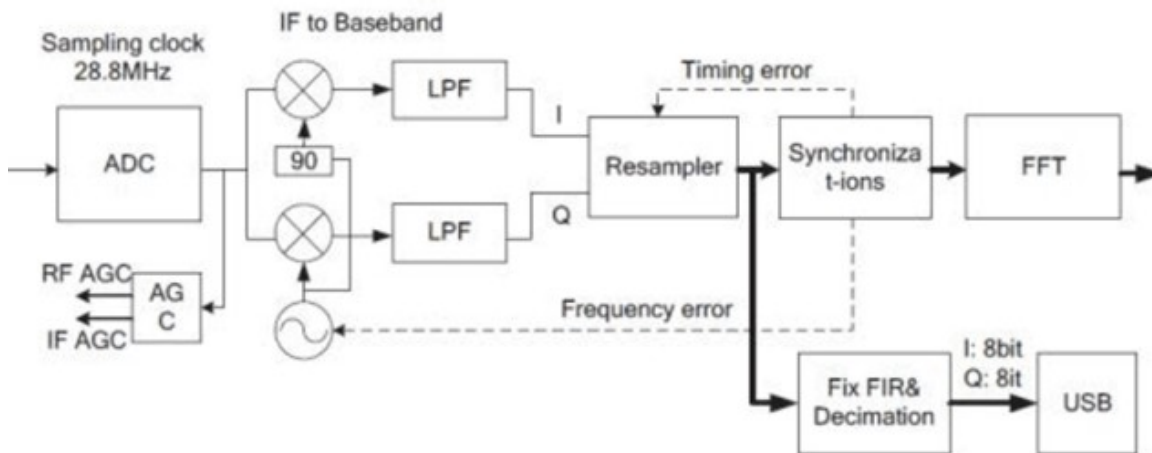 IF to Baseband
Sampling clock
28.8MHz
ADC
90
LPF
LPF
I
Q
Timing error
Resampler
Synchroniza
t-ions
FFT
RF AGC
IF AGC
AG
C
Frequency error
Fix FIR&
Decimation
I: 8bit
Q: 8it
USB